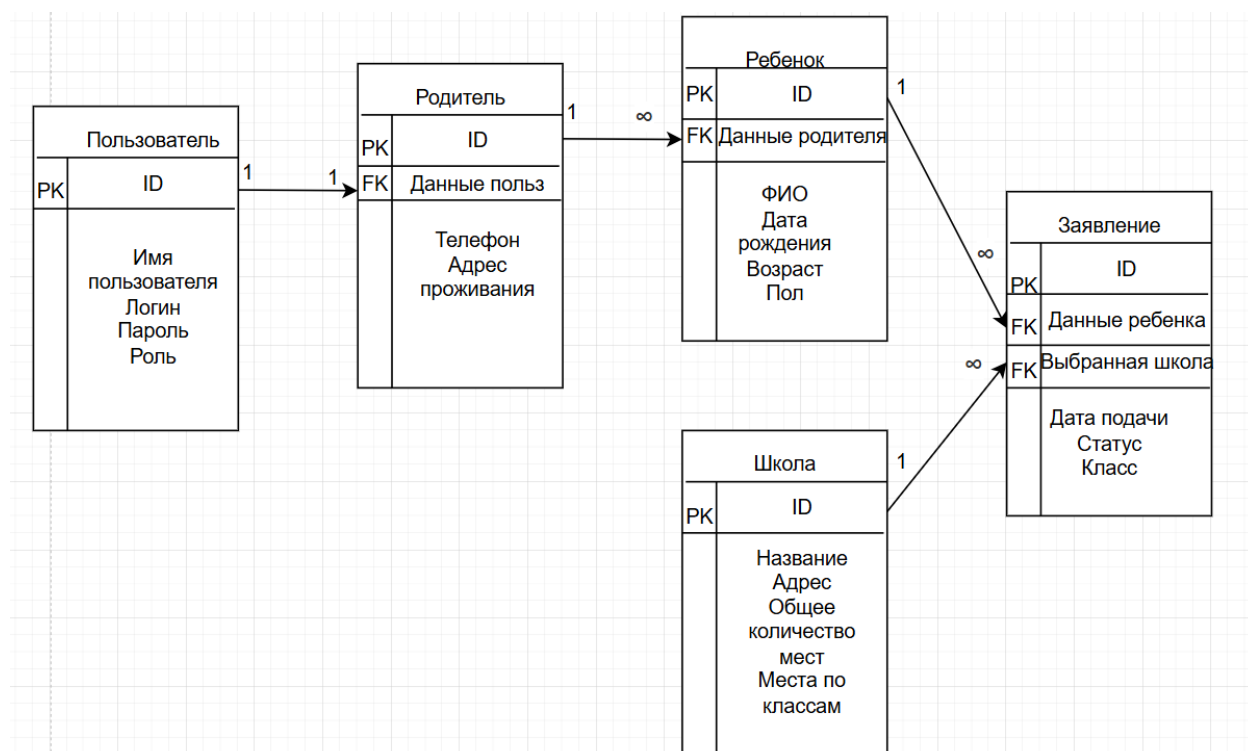 Пользователь
PK ID
Имя
пользователя
Логин
Пароль
Роль
1 1
Родитель
PK ID
FK Данные польз
Телефон
Адрес
проживания
1 ∞
Ребенок
PK ID
FK Данные родителя
ФИО
Дата
рождения
Возраст
Пол
1
∞
Школа
PK ID
Название
Адрес
Общее
количество
мест
Места по
классам
1
∞
Заявление
PK ID
FK Данные ребенка
FK Выбранная школа
Дата подачи
Статус
Класс